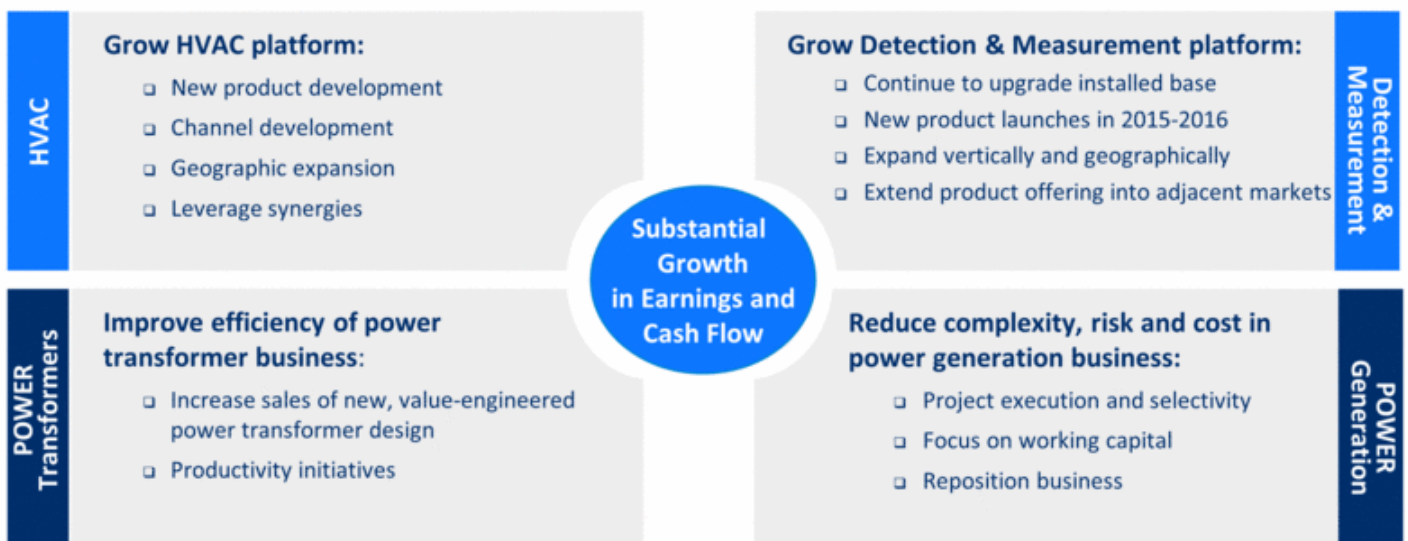 HVAC
Grow HVAC platform:
❑ New product development
❑ Channel development
❑ Geographic expansion
❑ Leverage synergies
Grow Detection & Measurement platform:
❑ Continue to upgrade installed base
❑ New product launches in 2015-2016
❑ Expand vertically and geographically
❑ Extend product offering into adjacent markets
Detection &
Measurement
Substantial
Growth
in Earnings and
Cash Flow
POWER
Transformers
Improve efficiency of power
transformer business:
❑ Increase sales of new, value-engineered
power transformer design
❑ Productivity initiatives
Reduce complexity, risk and cost in
power generation business:
❑ Project execution and selectivity
❑ Focus on working capital
❑ Reposition business
POWER
Generation